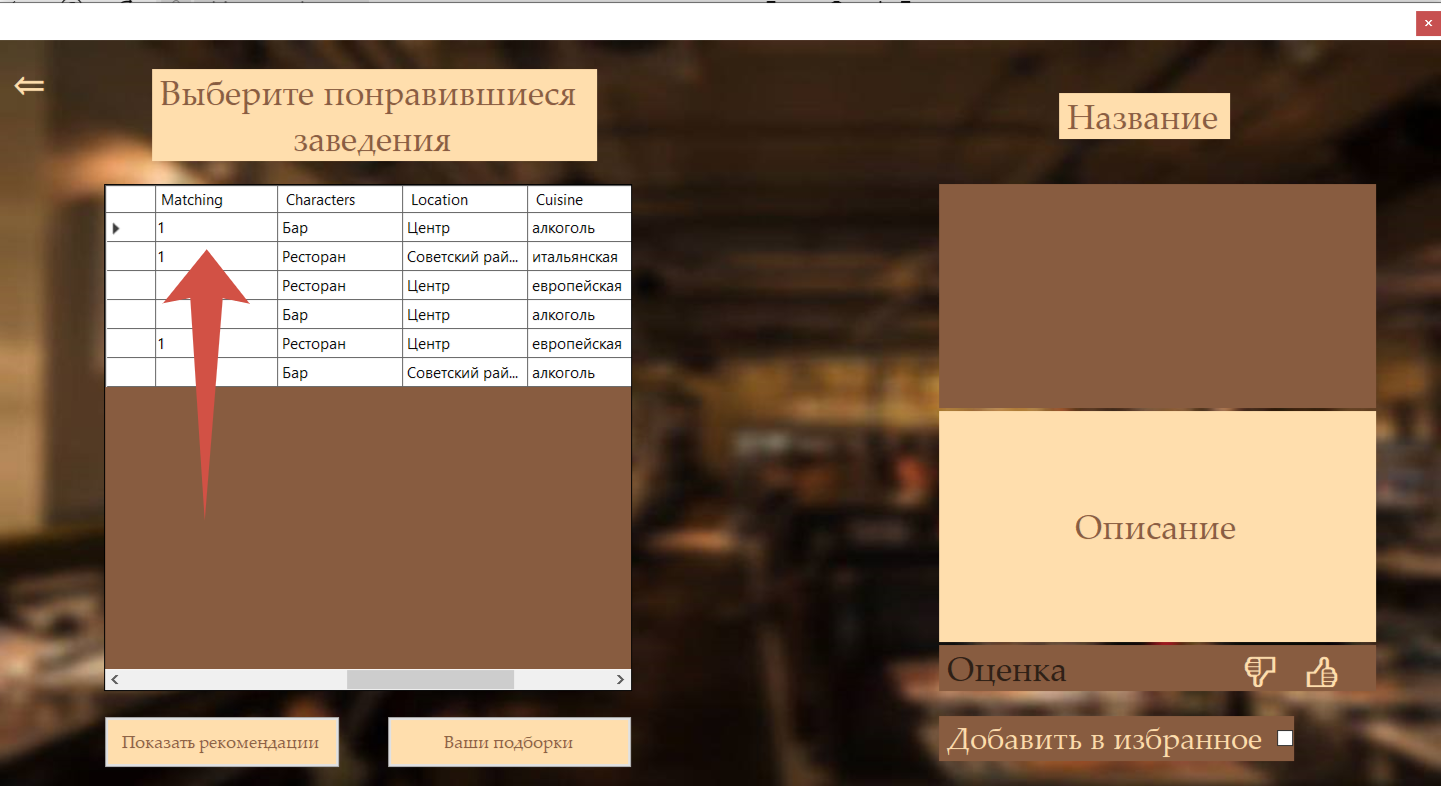 ⇐
Выберите понравившиеся
заведения
Название
Matching Characters Location Cuisine
1 Бар Центр алкоголь
1 Ресторан Советский рай... итальянская
Ресторан Центр европейская
Бар Центр алкоголь
1 Ресторан Центр европейская
Бар Советский рай... алкоголь
Описание
Оценка
Показать рекомендации
Ваши подборки
Добавить в избранное